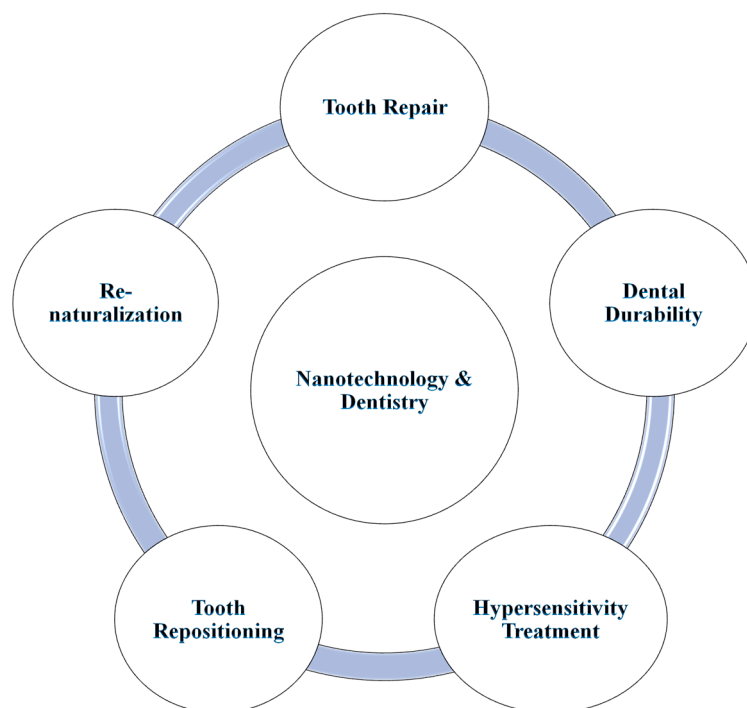 Tooth Repair
Dental
Durability
Hypersensitivity
Treatment
Tooth
Repositioning
Re-
naturalization
Nanotechnology &
Dentistry